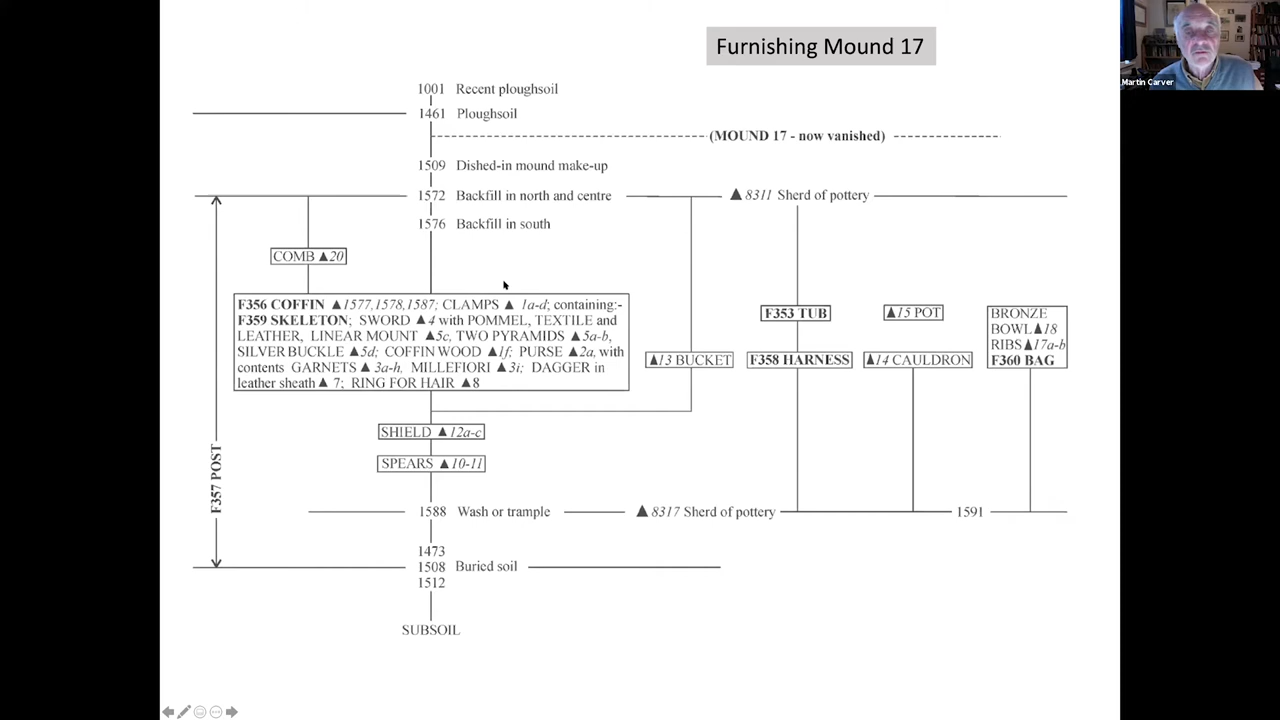 Furnishing Mound 17
Martin Carver
1001 Recent ploughsoil
1461 Ploughsoil
(MOUND 17 - now vanished)
1509 Dished-in mound make-up
1572 Backfill in north and centre
▲ 8311 Sherd of pottery
1576 Backfill in south
COMB ▲20
F356 COFFIN ▲1577,1578,1587; CLAMPS ▲ 1a-d; containing:-
F359 SKELETON; SWORD ▲4 with POMMEL, TEXTILE and
LEATHER, LINEAR MOUNT ▲5c, TWO PYRAMIDS ▲5a-b,
SILVER BUCKLE ▲5d; COFFIN WOOD ▲1f; PURSE ▲2a, with
contents GARNETS ▲ 3a-h, MILLEFIORI ▲3i; DAGGER in
leather sheath▲ 7; RING FOR HAIR ▲8
▲13 BUCKET
F353 TUB
F358 HARNESS
▲15 POT
▲14 CAULDRON
BRONZE
BOWL▲18
RIBS▲17a-b
F360 BAG
SHIELD ▲12a-c
SPEARS ▲10-11
F357 POST
1588 Wash or trample
▲ 8317 Sherd of pottery
1591
1473
1508 Buried soil
1512
SUBSOIL